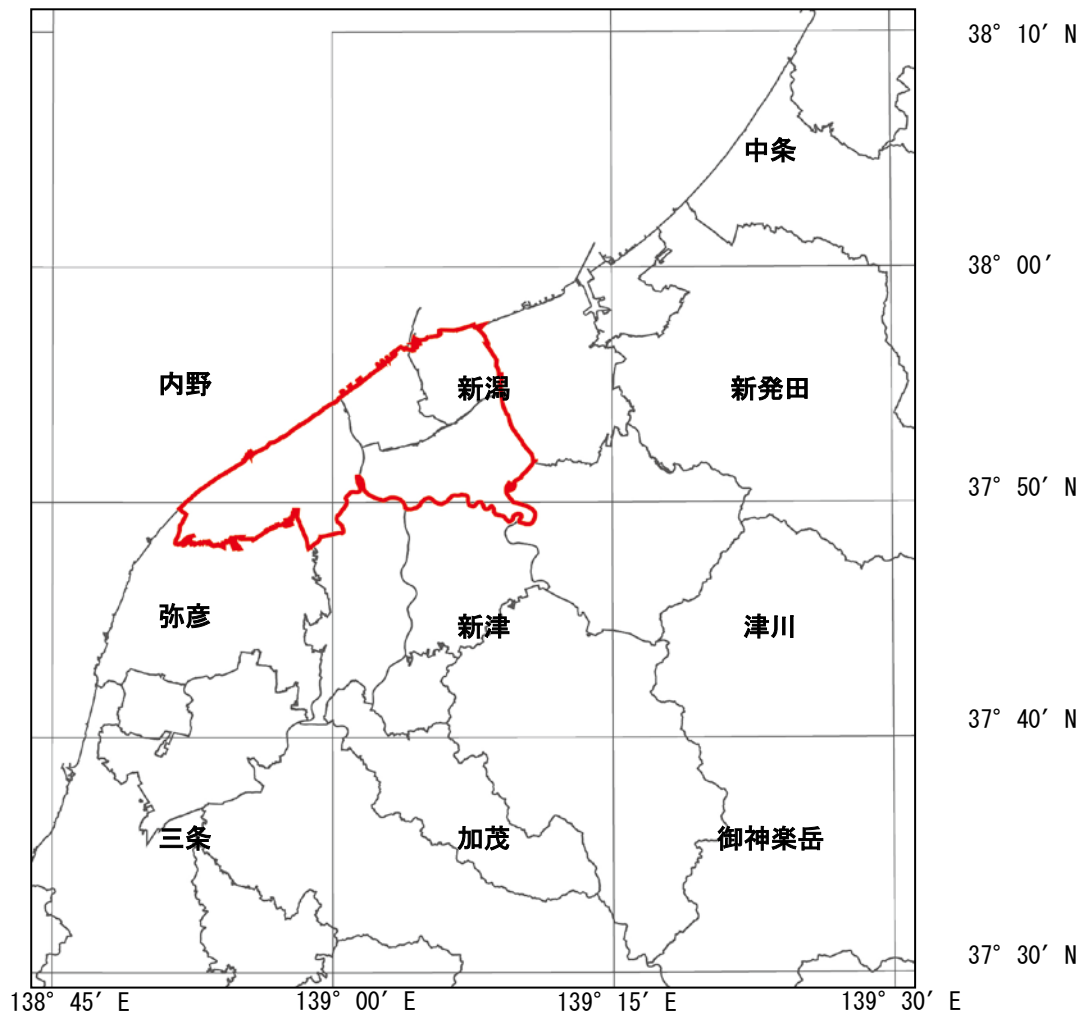 38° 10′ N
中条
38° 00′
内野
新潟
新発田
37° 50′ N
弥彦
新津
津川
37° 40′ N
三条
加茂
御神楽岳
37° 30′ N
138° 45′ E
139° 00′ E
139° 15′ E
139° 30′ E